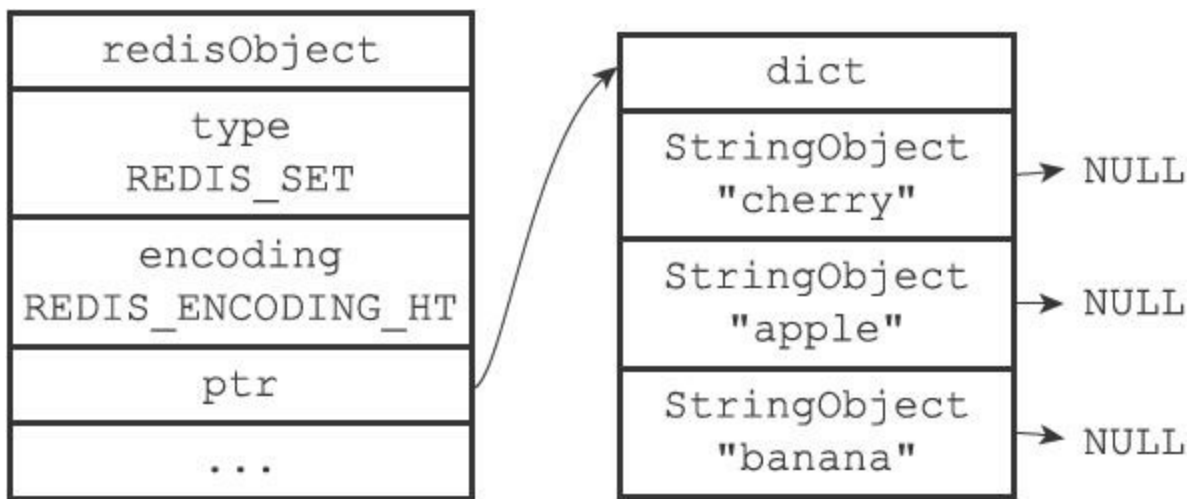 redisObject
type
REDIS_SET
encoding
REDIS_ENCODING_HT
ptr
...
dict
StringObject
"cherry"
NULL
StringObject
"apple"
NULL
StringObject
"banana"
NULL